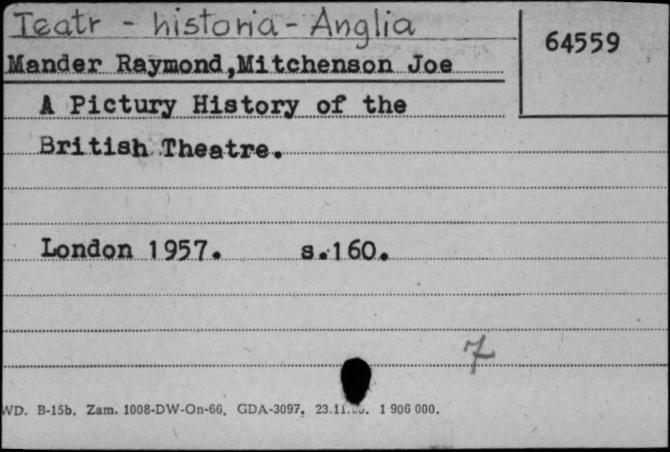 Teatr - historia - Anglia
64559
Mander Raymond,Mitchenson Joe
A Pictury History of the
British Theatre.
London 1957. s.160.
7
WD. B-15b. Zam. 1008-DW-On-66. GDA-3097. 1 906 000.